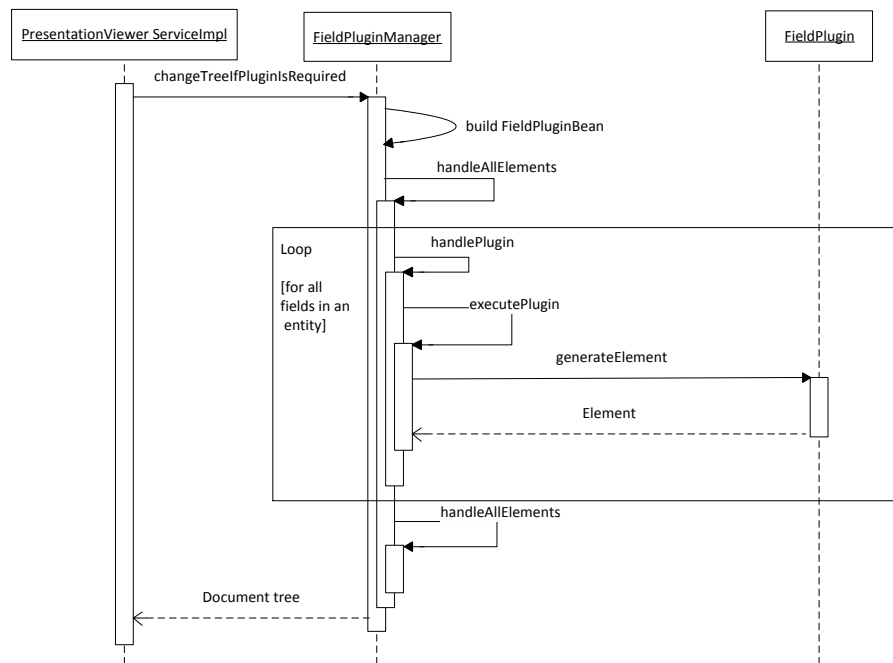 PresentationViewer ServiceImpl
FieldPluginManager
FieldPlugin
changeTreeIfPluginIsRequired
build FieldPluginBean
handleAllElements
Loop
[for all
fields in an
entity]
handlePlugin
executePlugin
generateElement
Element
handleAllElements
Document tree